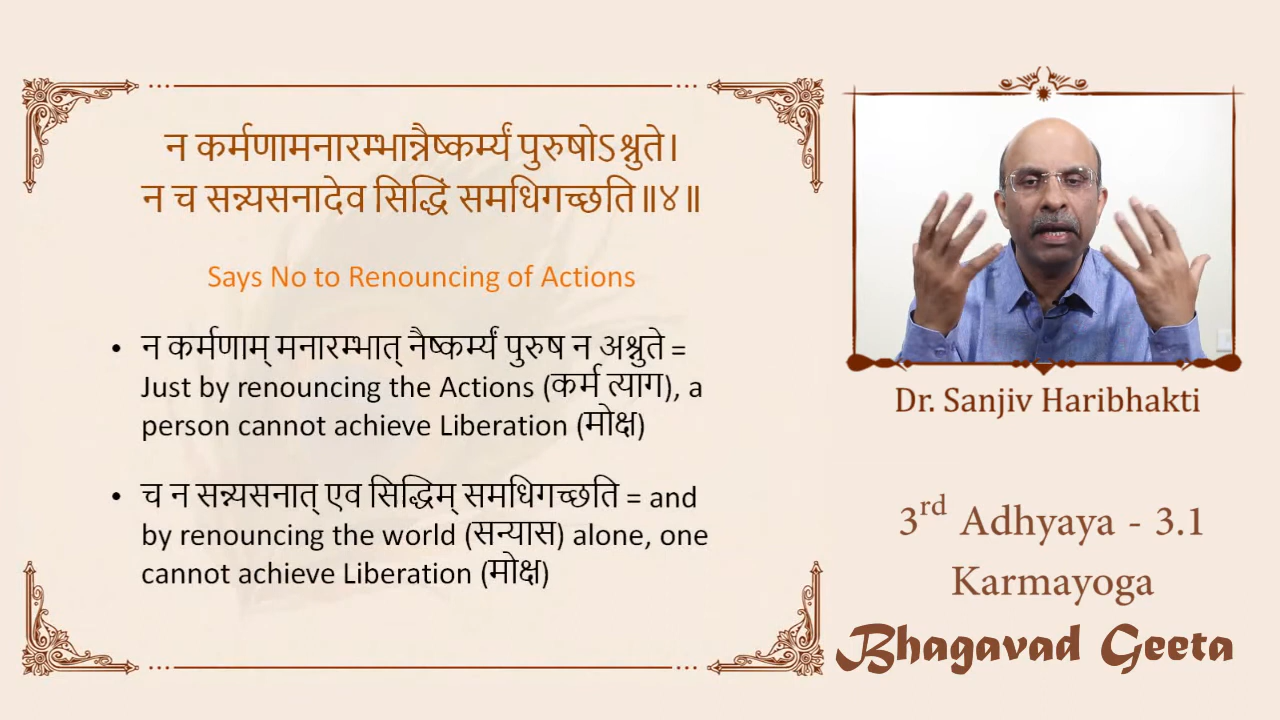 न कर्मणामनारम्भान्नैष्कर्म्यं पुरुषोऽश्नुते।
न च सन्न्यसनादेव सिद्धिं समधिगच्छति॥४॥
Says No to Renouncing of Actions
• न कर्मणाम् मनारम्भात् नैष्कर्म्यं पुरुष न अश्नुते =
Just by renouncing the Actions (कर्म त्याग), a
person cannot achieve Liberation (मोक्ष)
• च न सन्न्यसनात् एव सिद्धिम् समधिगच्छति = and
by renouncing the world (सन्यास) alone, one
cannot achieve Liberation (मोक्ष)
Dr. Sanjiv Haribhakti
3rd Adhyaya - 3.1
Karmayoga
Bhagavad Geeta